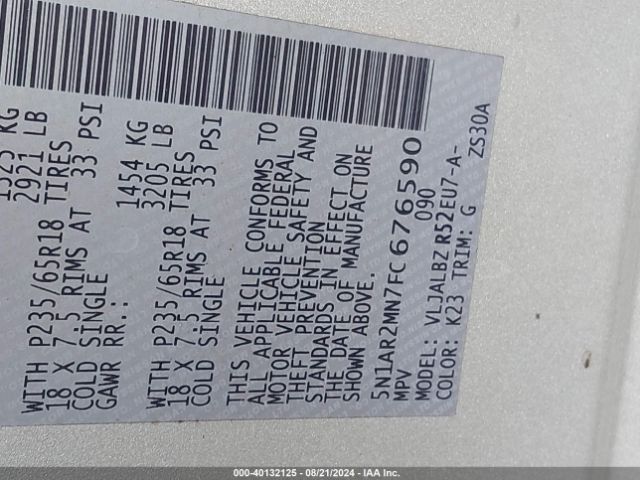 1325 KG
2921 LB
WITH P235/65R18 TIRES
18 X 7.5 RIMS AT 33 PSI
COLD SINGLE
GAWR RR.:
1454 KG
3205 LB
WITH P235/65R18 TIRES
18 X 7.5 RIMS AT 33 PSI
COLD SINGLE
THIS VEHICLE CONFORMS TO
ALL APPLICABLE FEDERAL
MOTOR VEHICLE SAFETY AND
THEFT PREVENTION
STANDARDS IN EFFECT ON
THE DATE OF MANUFACTURE
SHOWN ABOVE.
5N1AR2MN7FC676590
MPV 090
MODEL: VLJALBZ R52EU7-A-
COLOR: K23 TRIM: G ZS30A
000-40132125 - 08/21/2024 - IAA Inc.